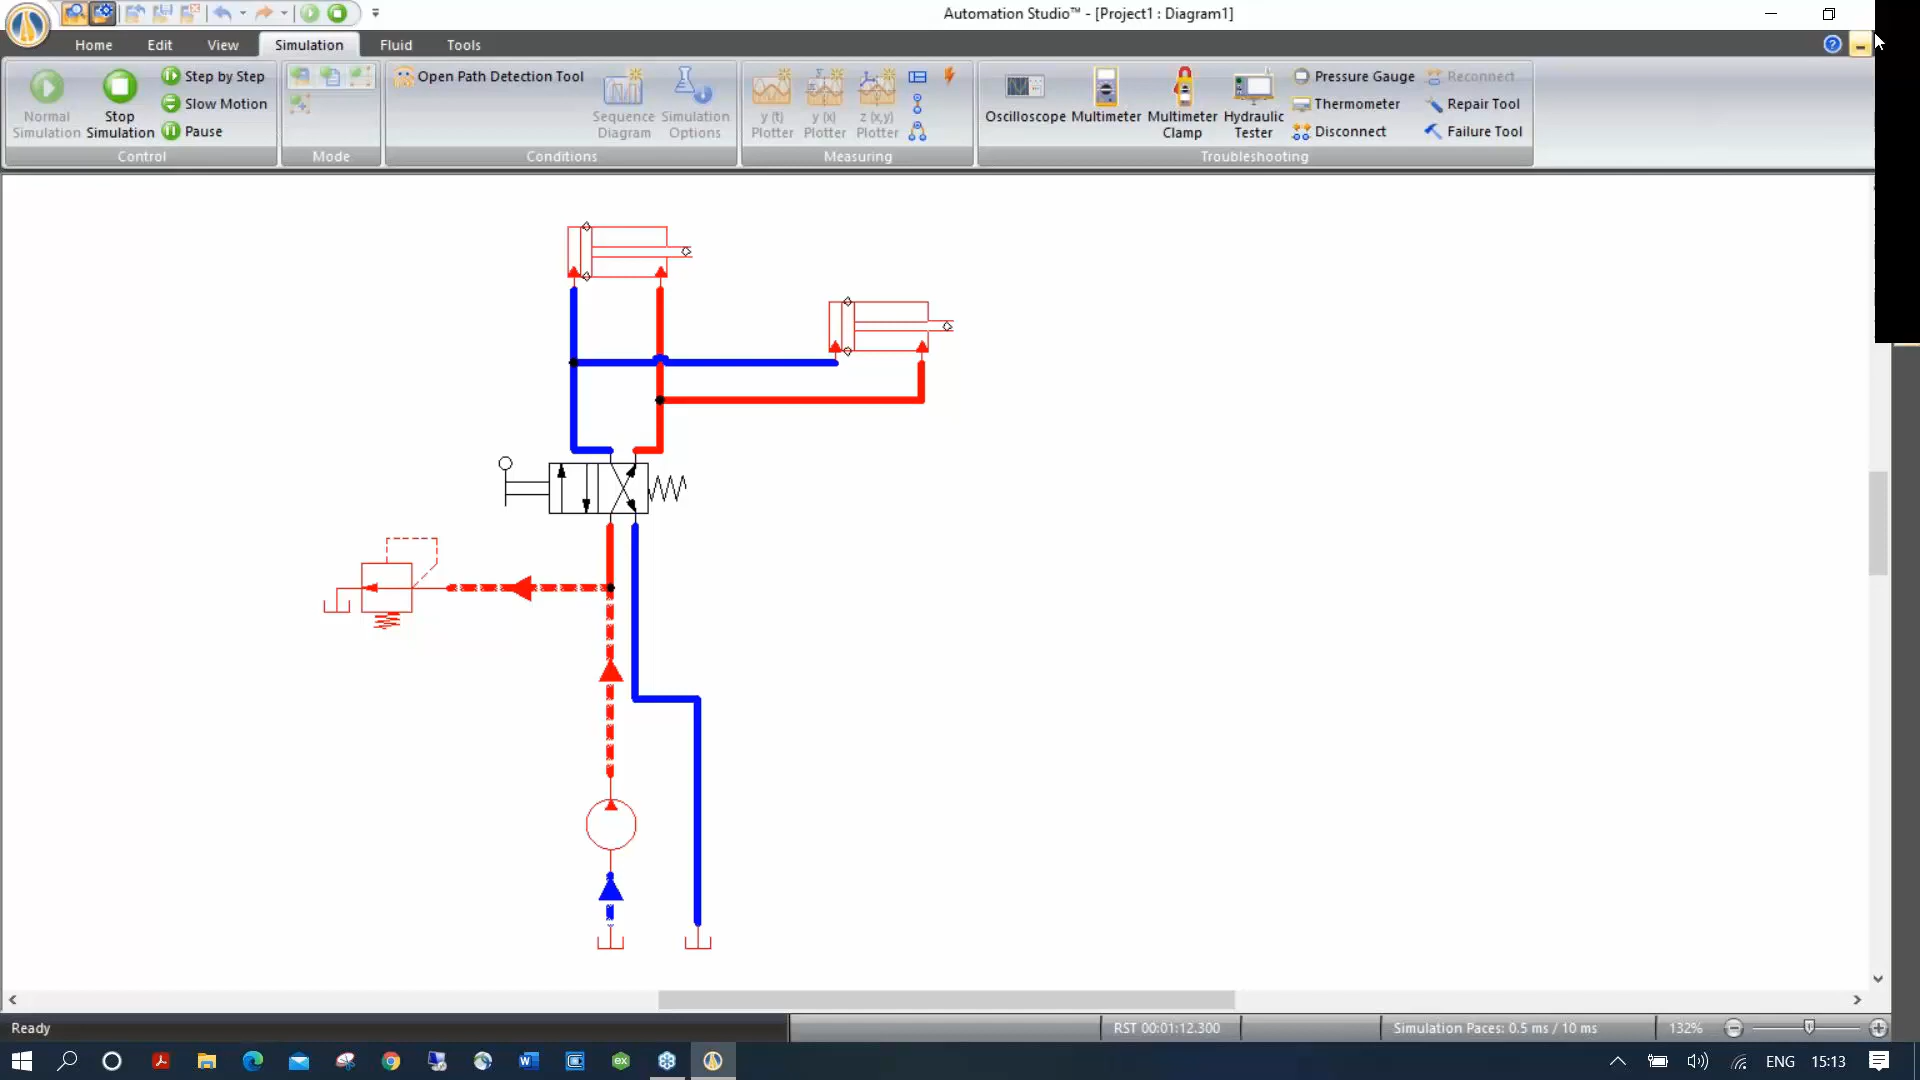 Automation Studio™ - [Project1 : Diagram1]
Home Edit View Simulation Fluid Tools
Normal Simulation
Stop Simulation
Step by Step
Slow Motion
Pause
Control
Mode
Open Path Detection Tool
Sequence Diagram
Simulation Options
Conditions
y (t) Plotter
y (x) Plotter
z (x,y) Plotter
Measuring
Oscilloscope
Multimeter
Multimeter Clamp
Hydraulic Tester
Pressure Gauge
Thermometer
Disconnect
Reconnect
Repair Tool
Failure Tool
Troubleshooting
Ready
RST 00:01:12.300
Simulation Paces: 0.5 ms / 10 ms
132%
ENG 15:13